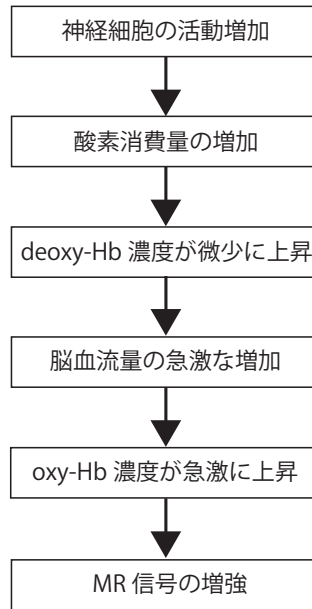 神経細胞の活動増加
酸素消費量の増加
deoxy-Hb 濃度が微少に上昇
脳血流量の急激な増加
oxy-Hb 濃度が急激に上昇
MR 信号の増強